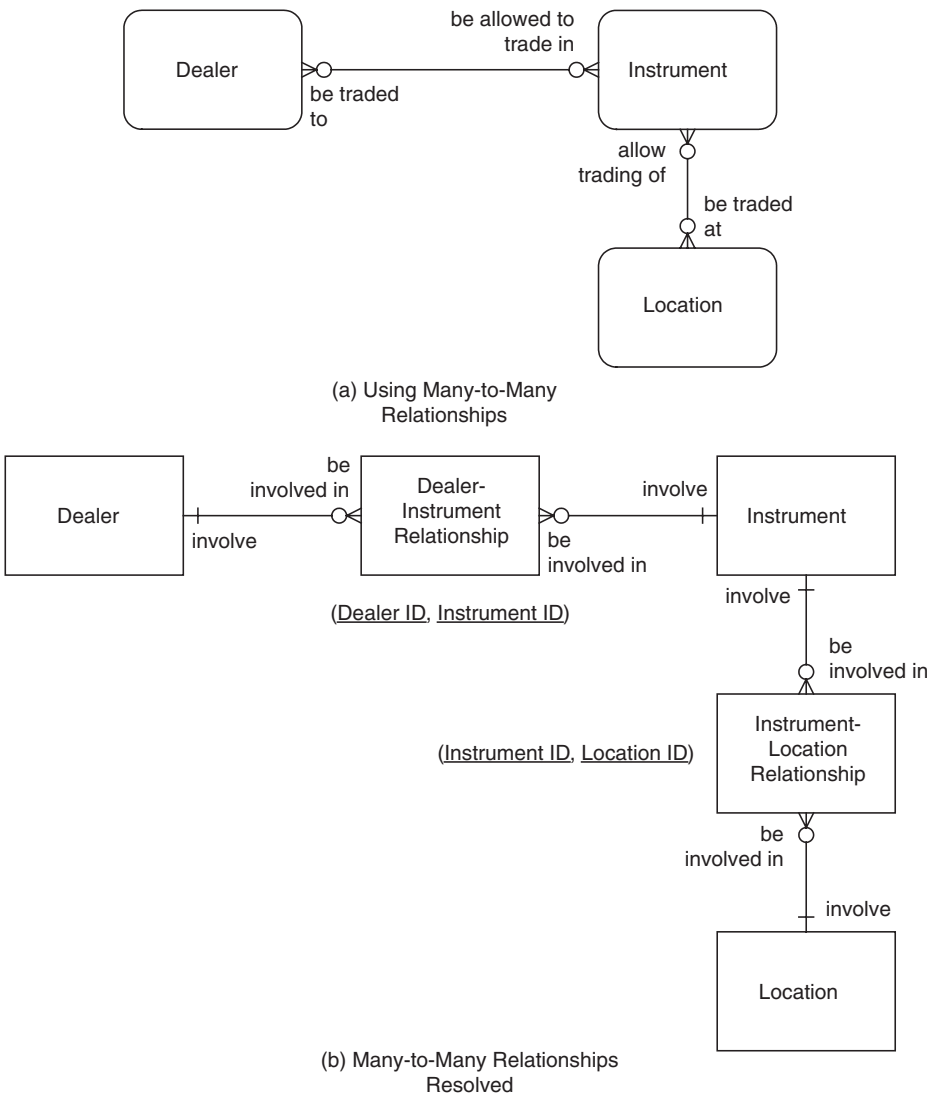 be allowed to
trade in
Dealer
Instrument
be traded
to
allow
trading of
be traded
at
Location
(a) Using Many-to-Many
Relationships
be
involved in
Dealer-
Instrument
Relationship
involve
Dealer
Instrument
involve
be
involved in
involve
(Dealer ID, Instrument ID)
be
involved in
Instrument-
Location
Relationship
(Instrument ID, Location ID)
be
involved in
involve
Location
(b) Many-to-Many Relationships
Resolved